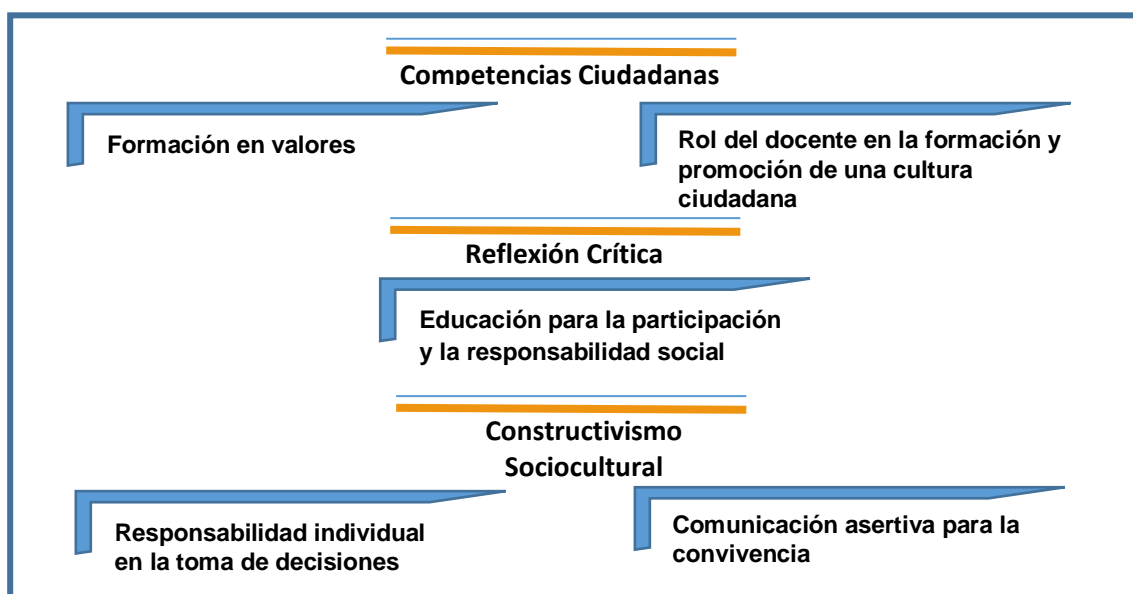 Competencias Ciudadanas
Formación en valores
Rol del docente en la formación y
promoción de una cultura
ciudadana
Reflexión Crítica
Educación para la participación
y la responsabilidad social
Constructivismo
Sociocultural
Responsabilidad individual
en la toma de decisiones
Comunicación asertiva para la
convivencia